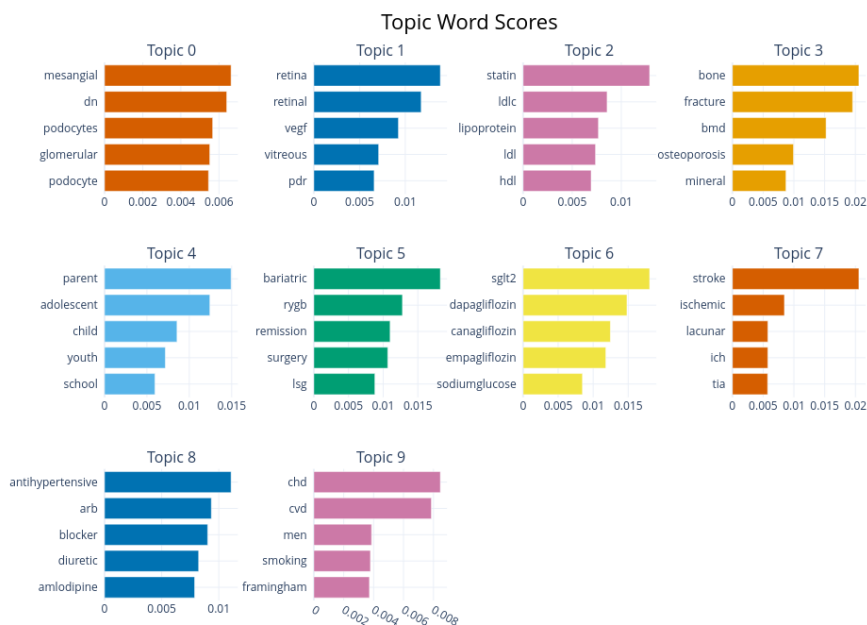 Topic Word Scores
Topic 0
mesangial
dn
podocytes
glomerular
podocyte
0 0.002 0.004 0.006
Topic 1
retina
retinal
vegf
vitreous
pdr
0 0.005 0.01
Topic 2
statin
ldlc
lipoprotein
ldl
hdl
0 0.005 0.01
Topic 3
bone
fracture
bmd
osteoporosis
mineral
0 0.005 0.01 0.015 0.02
Topic 4
parent
adolescent
child
youth
school
0 0.005 0.01 0.015
Topic 5
bariatric
rygb
remission
surgery
lsg
0 0.005 0.01 0.015
Topic 6
sglt2
dapagliflozin
canagliflozin
empagliflozin
sodiumglucose
0 0.005 0.01 0.015
Topic 7
stroke
ischemic
lacunar
ich
tia
0 0.005 0.01 0.015 0.02
Topic 8
antihypertensive
arb
blocker
diuretic
amlodipine
0 0.005 0.01
Topic 9
chd
cvd
men
smoking
framingham
0 0.002 0.004 0.006 0.008